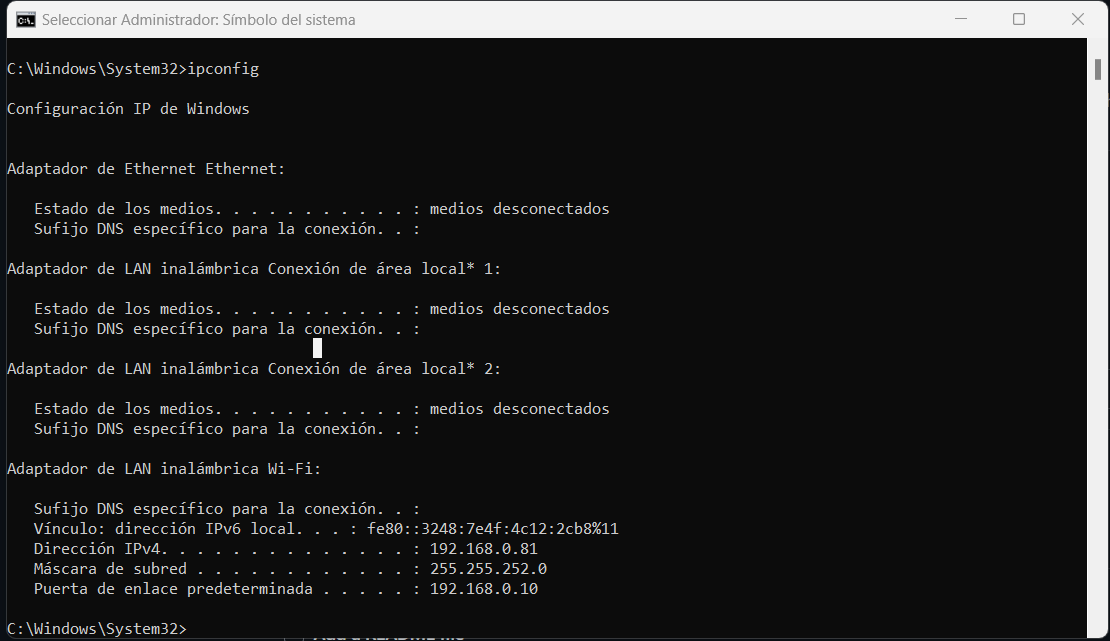 Seleccionar Administrador: Símbolo del sistema
C:\Windows\System32>ipconfig
Configuración IP de Windows
Adaptador de Ethernet Ethernet:
Estado de los medios. . . . . . . . . . . : medios desconectados
Sufijo DNS específico para la conexión. . :
Adaptador de LAN inalámbrica Conexión de área local* 1:
Estado de los medios. . . . . . . . . . . : medios desconectados
Sufijo DNS específico para la conexión. . :
Adaptador de LAN inalámbrica Conexión de área local* 2:
Estado de los medios. . . . . . . . . . . : medios desconectados
Sufijo DNS específico para la conexión. . :
Adaptador de LAN inalámbrica Wi-Fi:
Sufijo DNS específico para la conexión. . :
Vínculo: dirección IPv6 local. . . : fe80::3248:7e4f:4c12:2cb8%11
Dirección IPv4. . . . . . . . . . . . . . : 192.168.0.81
Máscara de subred . . . . . . . . . . . . : 255.255.252.0
Puerta de enlace predeterminada . . . . . : 192.168.0.10
C:\Windows\System32>